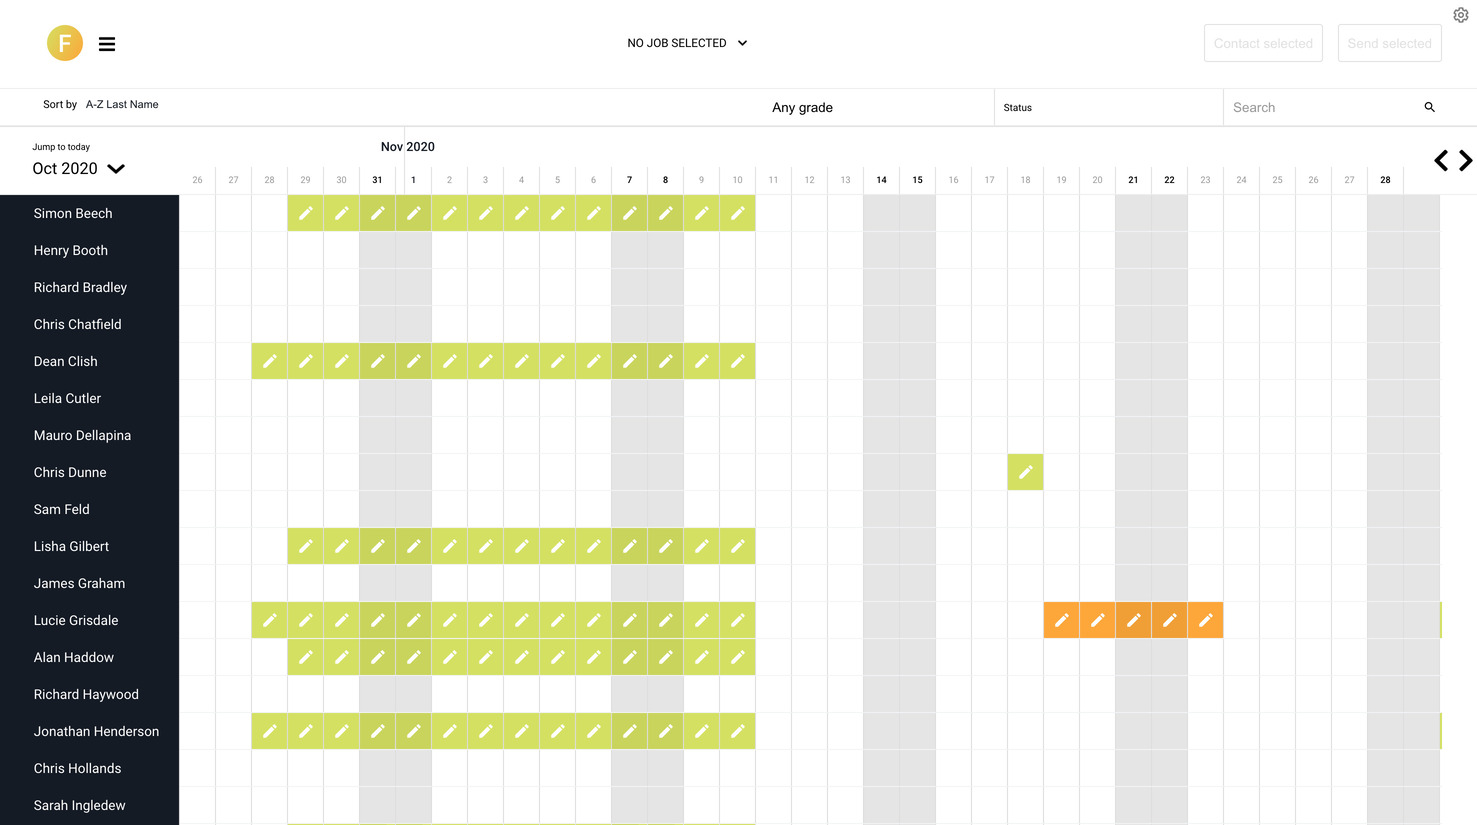 F
NO JOB SELECTED
Contact selected
Send selected
Sort by A-Z Last Name
Any grade
Status
Search
Jump to today
Oct 2020
Nov 2020
26 27 28 29 30 31 1 2 3 4 5 6 7 8 9 10 11 12 13 14 15 16 17 18 19 20 21 22 23 24 25 26 27 28
Simon Beech
Henry Booth
Richard Bradley
Chris Chatfield
Dean Clish
Leila Cutler
Mauro Dellapina
Chris Dunne
Sam Feld
Lisha Gilbert
James Graham
Lucie Grisdale
Alan Haddow
Richard Haywood
Jonathan Henderson
Chris Hollands
Sarah Ingledew